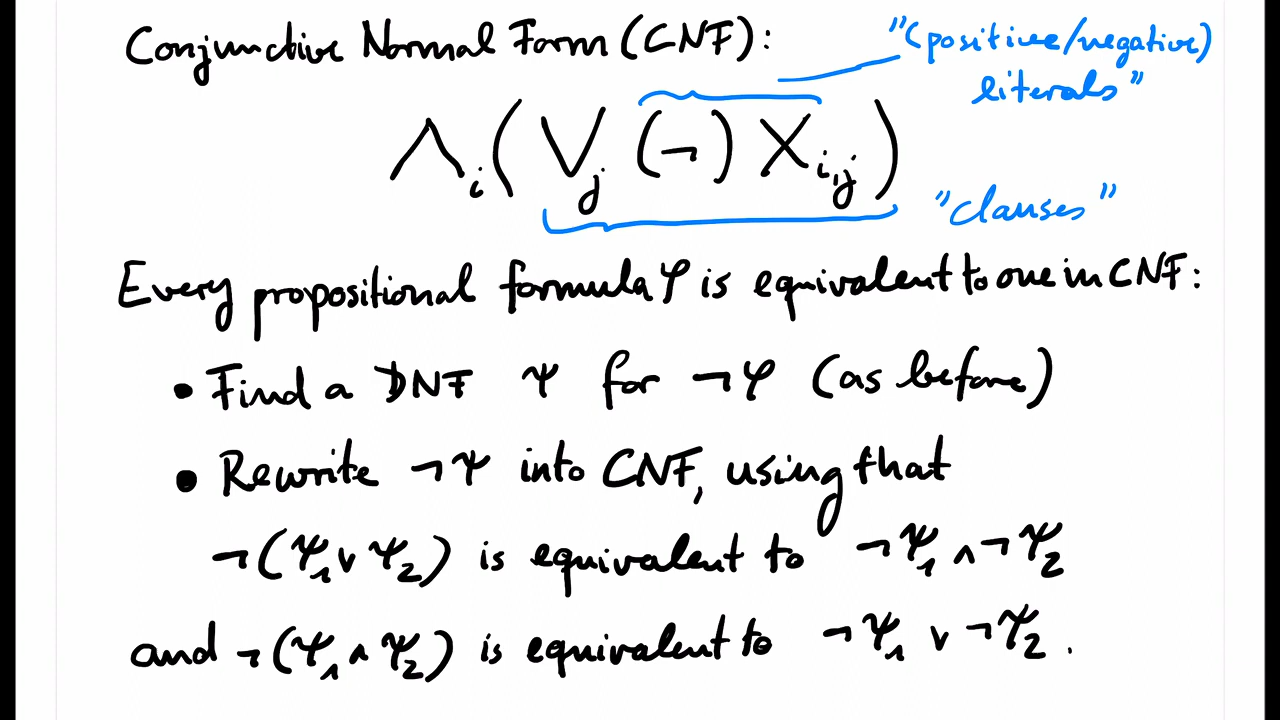 Conjunctive Normal Form (CNF):
"(positive/negative)
literals"
⋀ᵢ( ⋁ⱼ (¬) Xᵢ,ⱼ )
"clauses"
Every propositional formula φ is equivalent to one in CNF:
• Find a DNF ψ for ¬φ (as before)
• Rewrite ¬ψ into CNF, using that
¬(ψ₁ ∨ ψ₂) is equivalent to ¬ψ₁ ∧ ¬ψ₂
and ¬(ψ₁ ∧ ψ₂) is equivalent to ¬ψ₁ ∨ ¬ψ₂.